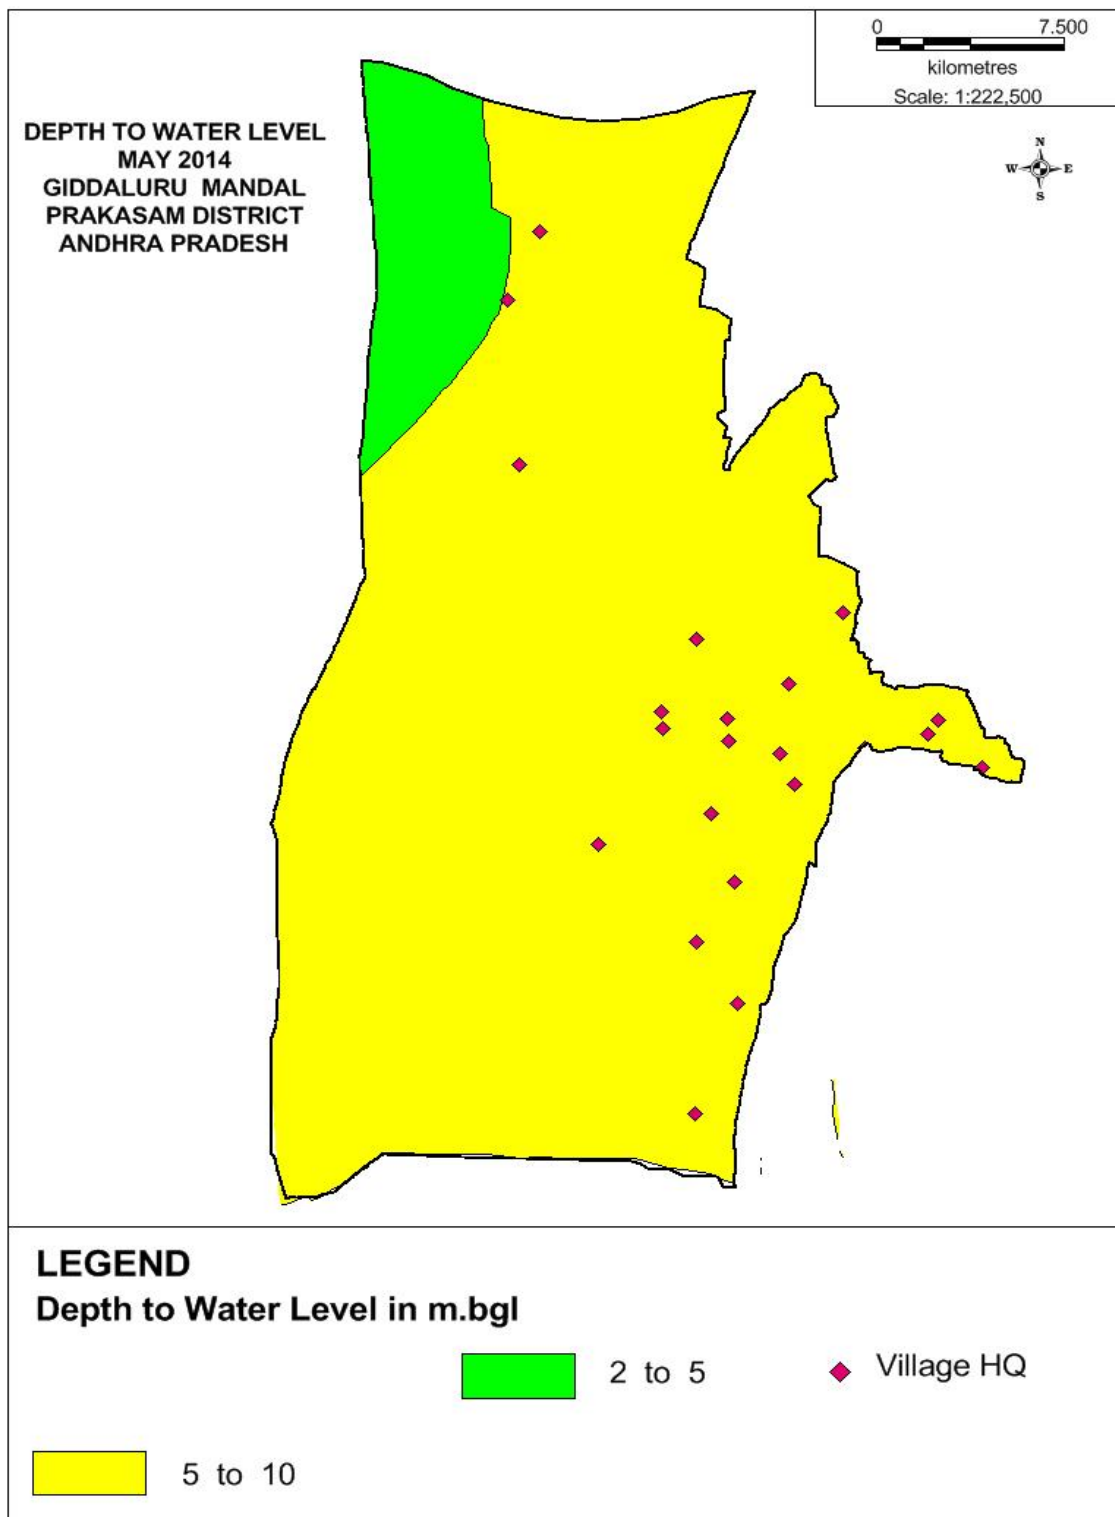 0 7.500
kilometres
Scale: 1:222,500
DEPTH TO WATER LEVEL
MAY 2014
GIDDALURU MANDAL
PRAKASAM DISTRICT
ANDHRA PRADESH
N
W E
S
LEGEND
Depth to Water Level in m.bgl
2 to 5
Village HQ
5 to 10